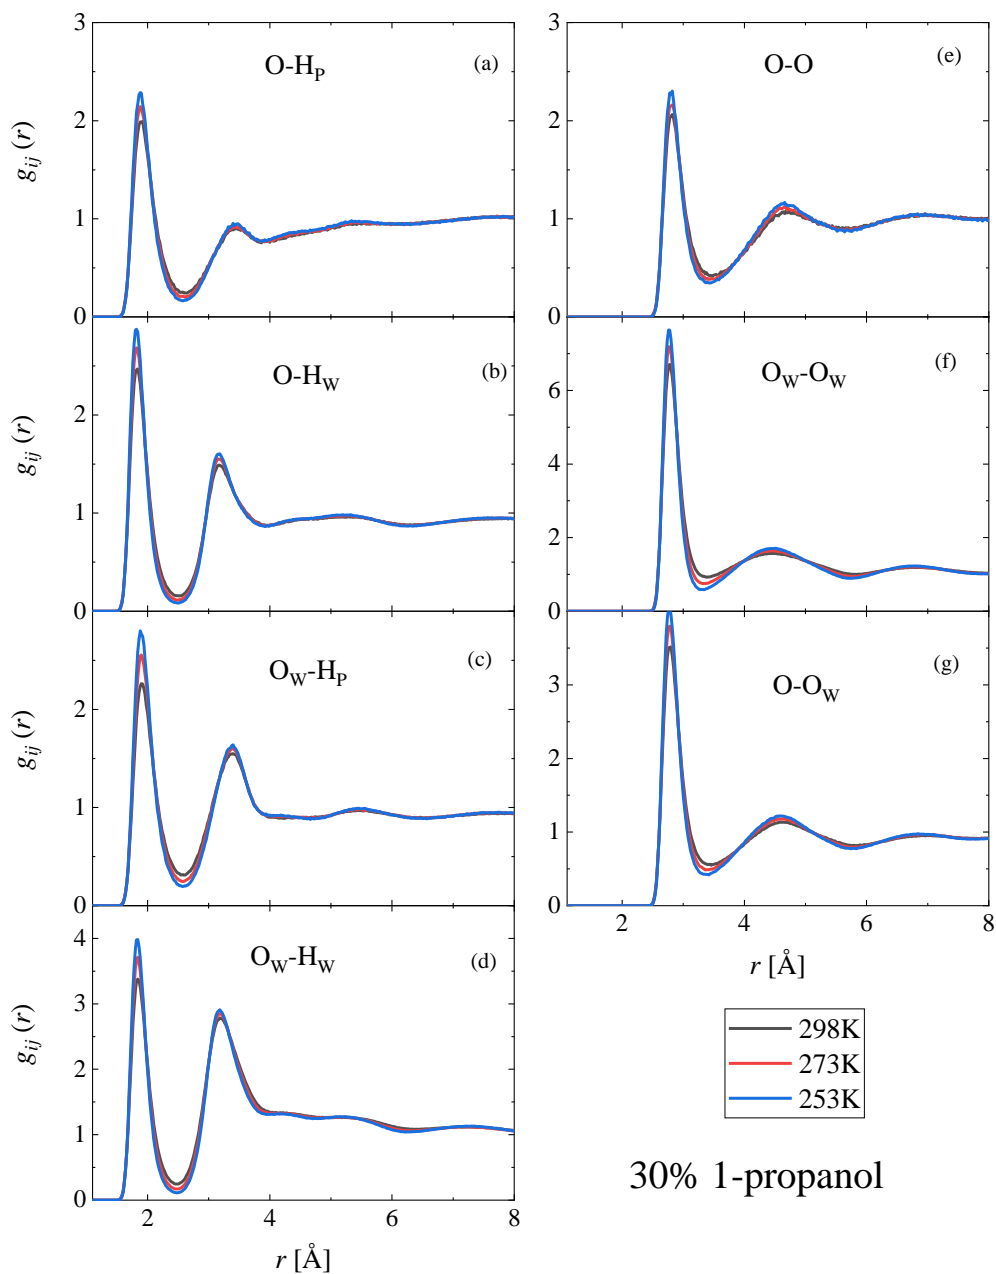 O-H_P
(a)
g_ij (r)
3
2
1
0
O-H_W
(b)
g_ij (r)
2
1
0
O_W-H_P
(c)
g_ij (r)
2
1
0
O_W-H_W
(d)
g_ij (r)
4
3
2
1
0
2 4 6 8
r [Å]
O-O
(e)
3
2
1
0
O_W-O_W
(f)
6
4
2
0
O-O_W
(g)
3
2
1
0
2 4 6 8
r [Å]
298K
273K
253K
30% 1-propanol